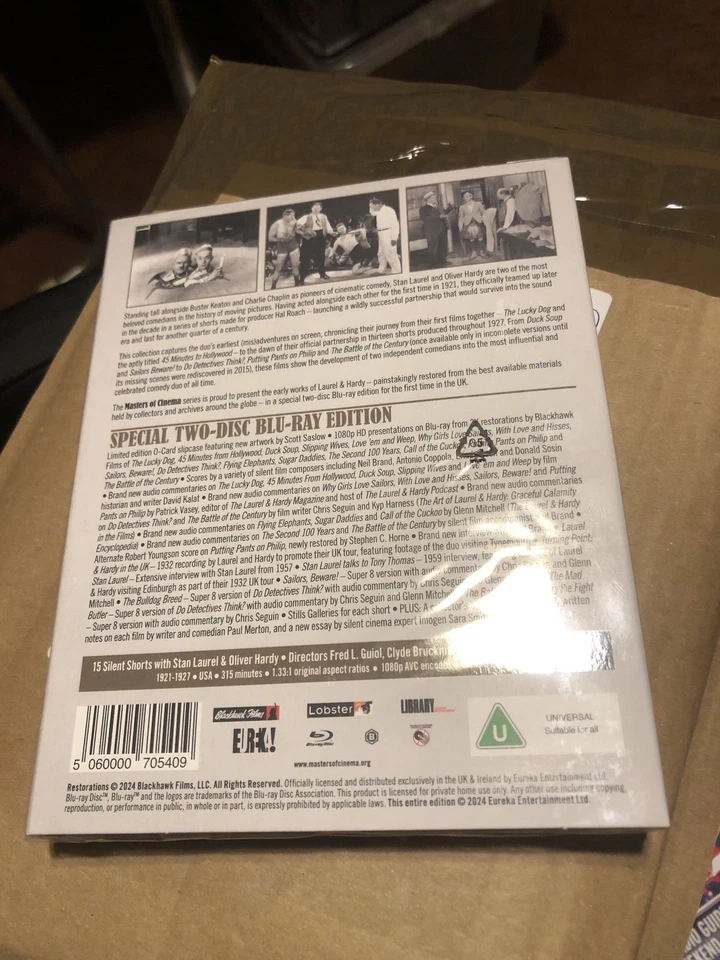 Standing tall alongside Buster Keaton and Charlie Chaplin as pioneers of cinematic comedy, Stan Laurel and Oliver Hardy are two of the most
beloved comedians in the history of moving pictures. Having acted alongside each other for the first time in 1921, they officially teamed up later
in the decade in a series of shorts made for producer Hal Roach – launching a wildly successful partnership that would survive into the sound
era and last for another quarter of a century.
This collection captures the duo's earliest (mis)adventures on screen, chronicling their journey from their first films together – The Lucky Dog and
the aptly titled 45 Minutes to Hollywood – to the dawn of their official partnership in thirteen shorts produced throughout 1927. From Duck Soup
and Sailors Beware! to Do Detectives Think?, Putting Pants on Philip and The Battle of the Century (once available only in incomplete versions until
its missing scenes were rediscovered in 2015), these films show the development of two independent comedians into the most influential and
celebrated comedy duo of all time.
The Masters of Cinema series is proud to present the early works of Laurel & Hardy – painstakingly restored from the best available materials
held by collectors and archives around the globe – in a special two-disc Blu-ray edition for the first time in the UK.
SPECIAL TWO-DISC BLU-RAY EDITION
Limited edition O-Card slipcase featuring new artwork by Scott Saslow • 1080p HD presentations on Blu-ray from restorations by Blackhawk
Films of The Lucky Dog, 45 Minutes from Hollywood, Duck Soup, Slipping Wives, Love 'em and Weep, Why Girls Love Sailors, With Love and Hisses,
Sailors, Beware!, Do Detectives Think?, Flying Elephants, Sugar Daddies, The Second 100 Years, Call of the Cuckoo, Pants on Philip and
The Battle of the Century • Scores by a variety of silent film composers including Neil Brand, Antonio Coppola, and Donald Sosin
• Brand new audio commentaries on The Lucky Dog, 45 Minutes from Hollywood, Duck Soup, Slipping Wives and 'em and Weep by film
historian and writer David Kalat • Brand new audio commentaries on Why Girls Love Sailors, With Love and Hisses, Sailors, Beware! and Putting
Pants on Philip by Patrick Vasey, editor of The Laurel & Hardy Magazine and host of The Laurel & Hardy Podcast • Brand new audio commentaries
on Do Detectives Think? and The Battle of the Century by film writer Chris Seguin and Kyp Harness (The Art of Laurel & Hardy: Graceful Calamity
in the Films) • Brand new audio commentaries on Flying Elephants, Sugar Daddies and Call of the Cuckoo by Glenn Mitchell (The Laurel & Hardy
Encyclopedia) • Brand new audio commentaries on The Second 100 Years and The Battle of the Century by silent film Brand •
Alternate Robert Youngson score on Putting Pants on Philip, newly restored by Stephen C. Horne • Brand new Laurel
& Hardy in the UK – 1932 recording by Laurel and Hardy to promote their UK tour, featuring footage of the duo visiting Turning Point:
Stan Laurel – Extensive interview with Stan Laurel from 1957 • Stan Laurel talks to Tony Thomas – 1959 interview, Laurel
& Hardy visiting Edinburgh as part of their 1932 UK tour • Sailors, Beware! – Super 8 version with audio commentary by Chris and Glenn
Mitchell • The Bulldog Breed – Super 8 version of Do Detectives Think? with audio commentary by Chris Seguin and Glenn The Mad
Butler – Super 8 version of Do Detectives Think? with audio commentary by Chris Seguin and Glenn Mitchell • The Pie Fight
– Super 8 version with audio commentary by Chris Seguin • Stills Galleries for each short • PLUS: A collector's written
notes on each film by writer and comedian Paul Merton, and a new essay by silent cinema expert Imogen Sara
15 Silent Shorts with Stan Laurel & Oliver Hardy • Directors Fred L. Guiol, Clyde
1921-1927 • USA • 315 minutes • 1.33:1 original aspect ratios • 1080p AVC
5 060000 705409
Blackhawk Films
Lobster
LIBRARY
EUREKA!
Blu-ray Disc
B
U
UNIVERSAL
Suitable for all
www.mastersofcinema.org
Restorations © 2024 Blackhawk Films, LLC. All Rights Reserved. Officially licensed and distributed exclusively in the UK & Ireland by Eureka Entertainment Ltd.
Blu-ray Disc™, Blu-ray™ and the logos are trademarks of the Blu-ray Disc Association. This product is licensed for private home use only. Any other use including copying,
reproduction, or performance in public, in whole or in part, is expressly prohibited by applicable laws. This entire edition © 2024 Eureka Entertainment Ltd.